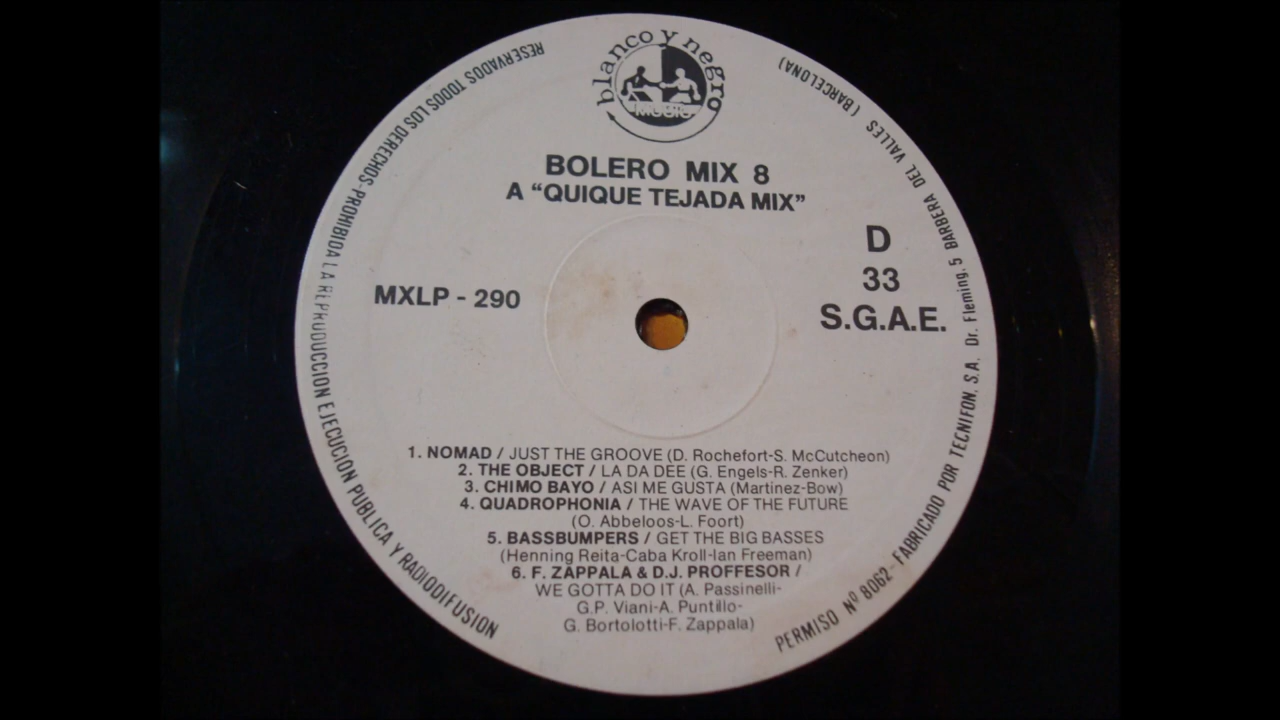 blanco y negro
MUSIC
BOLERO MIX 8
A “QUIQUE TEJADA MIX”
D
MXLP - 290
33
S.G.A.E.
1. NOMAD / JUST THE GROOVE (D. Rochefort-S. McCutcheon)
2. THE OBJECT / LA DA DEE (G. Engels-R. Zenker)
3. CHIMO BAYO / ASI ME GUSTA (Martinez-Bow)
4. QUADROPHONIA / THE WAVE OF THE FUTURE
(O. Abbeloos-L. Foort)
5. BASSBUMPERS / GET THE BIG BASSES
(Henning Reita-Caba Kroll-Ian Freeman)
6. F. ZAPPALA & D.J. PROFFESOR /
WE GOTTA DO IT (A. Passinelli-
G.P. Viani-A. Puntillo-
G. Bortolotti-F. Zappala)
RESERVADOS TODOS LOS DERECHOS-PROHIBIDA LA REPRODUCCION EJECUCION PUBLICA Y RADIODIFUSION
PERMISO Nº 8062-FABRICADO POR TECNIFON, S.A. Dr. Fleming, 5 BARBERA DEL VALLES (BARCELONA)